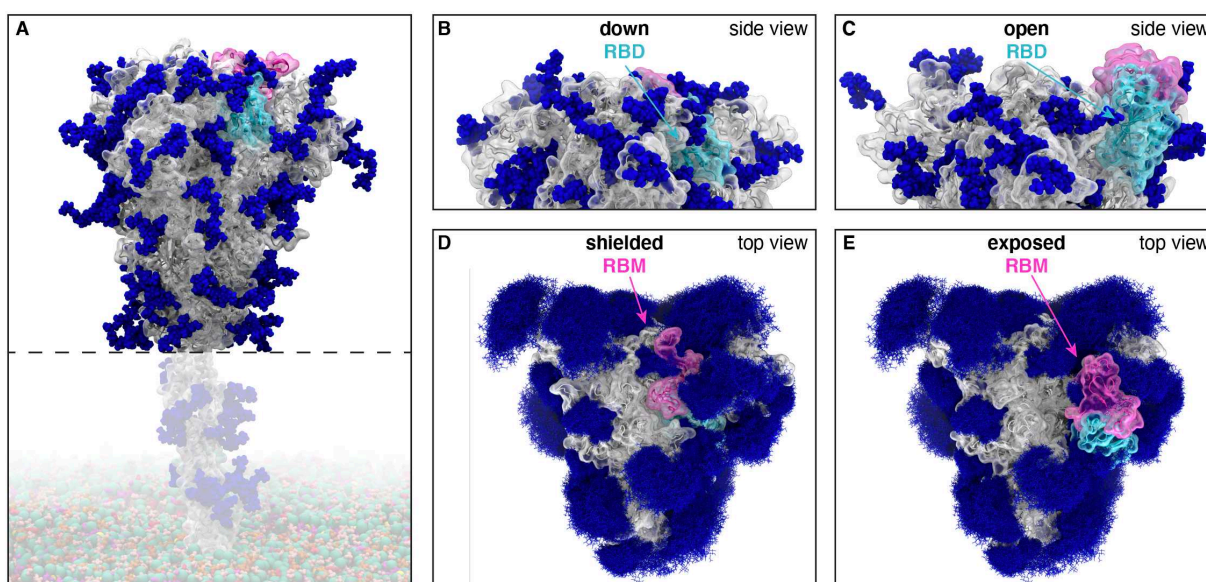 A
B
down
side view
RBD
C
open
side view
RBD
D
shielded
top view
RBM
E
exposed
top view
RBM